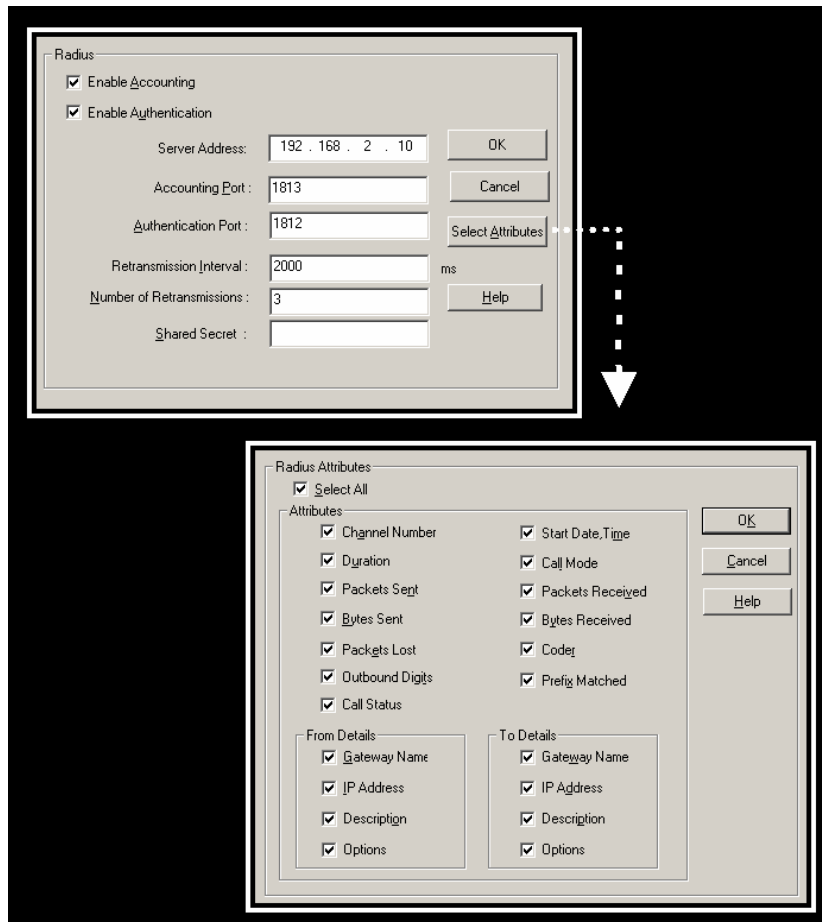 Radius
Enable Accounting
Enable Authentication
Server Address: 192 . 168 . 2 . 10 OK
Accounting Port : 1813 Cancel
Authentication Port : 1812 Select Attributes
Retransmission Interval : 2000 ms
Number of Retransmissions : 3 Help
Shared Secret :
Radius Attributes
Select All
Attributes
OK
Channel Number Start Date,Time
Duration Call Mode Cancel
Packets Sent Packets Received
Help
Bytes Sent Bytes Received
Packets Lost Coder
Outbound Digits Prefix Matched
Call Status
From Details To Details
Gateway Name Gateway Name
IP Address IP Address
Description Description
Options Options